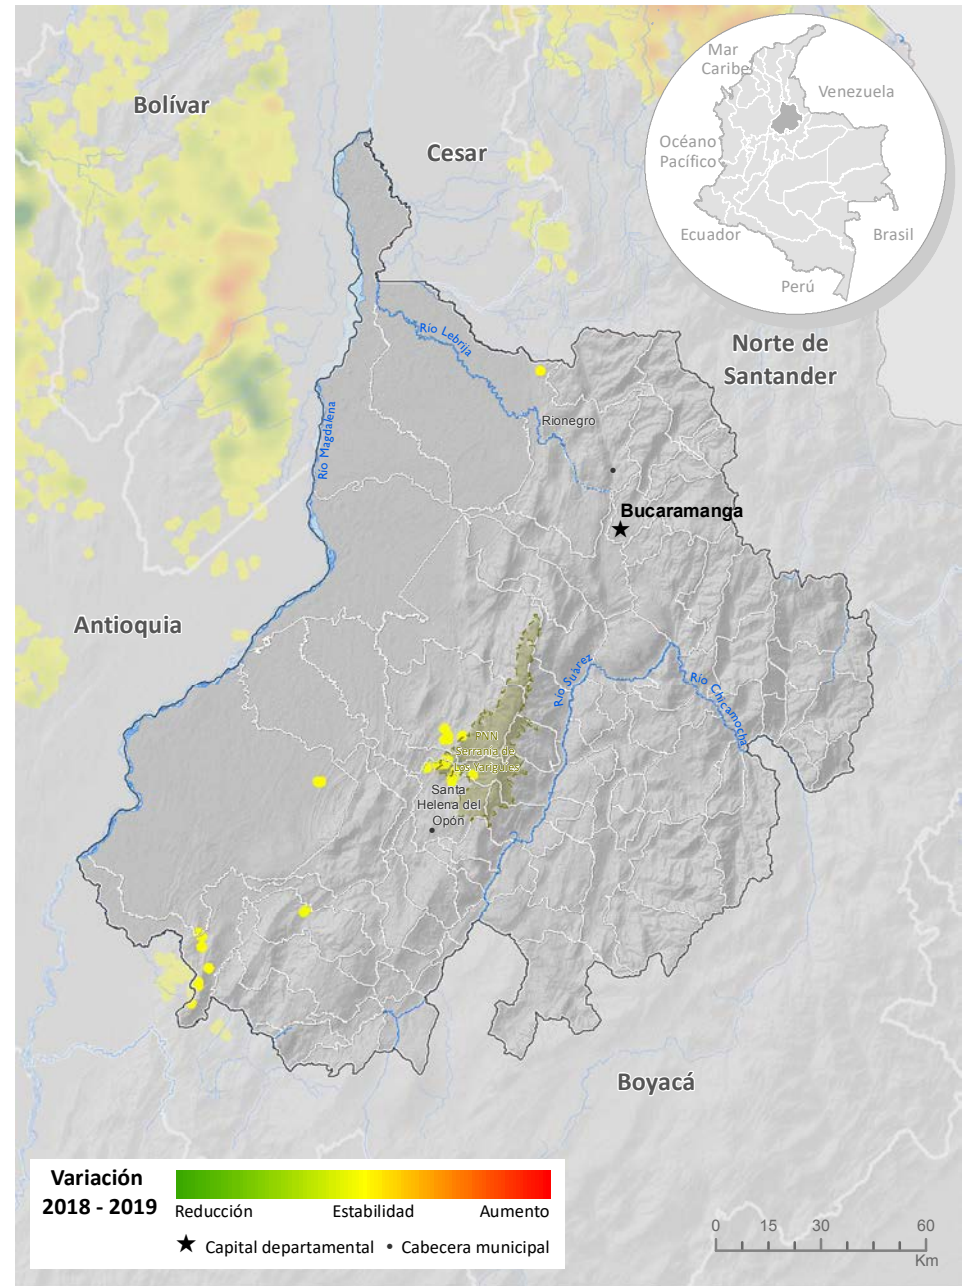 Bolívar
Cesar
Mar
Caribe
Venezuela
Océano
Pacífico
Ecuador
Brasil
Perú
Norte de
Santander
Río Lebrija
Rionegro
Río Magdalena
Bucaramanga
Antioquia
Río Suárez
Río Chicamocha
PNN
Serranía de
Los Yariguíes
Santa
Helena del
Opón
Boyacá
Variación
2018 - 2019
Reducción
Estabilidad
Aumento
Capital departamental
Cabecera municipal
0 15 30 60
Km